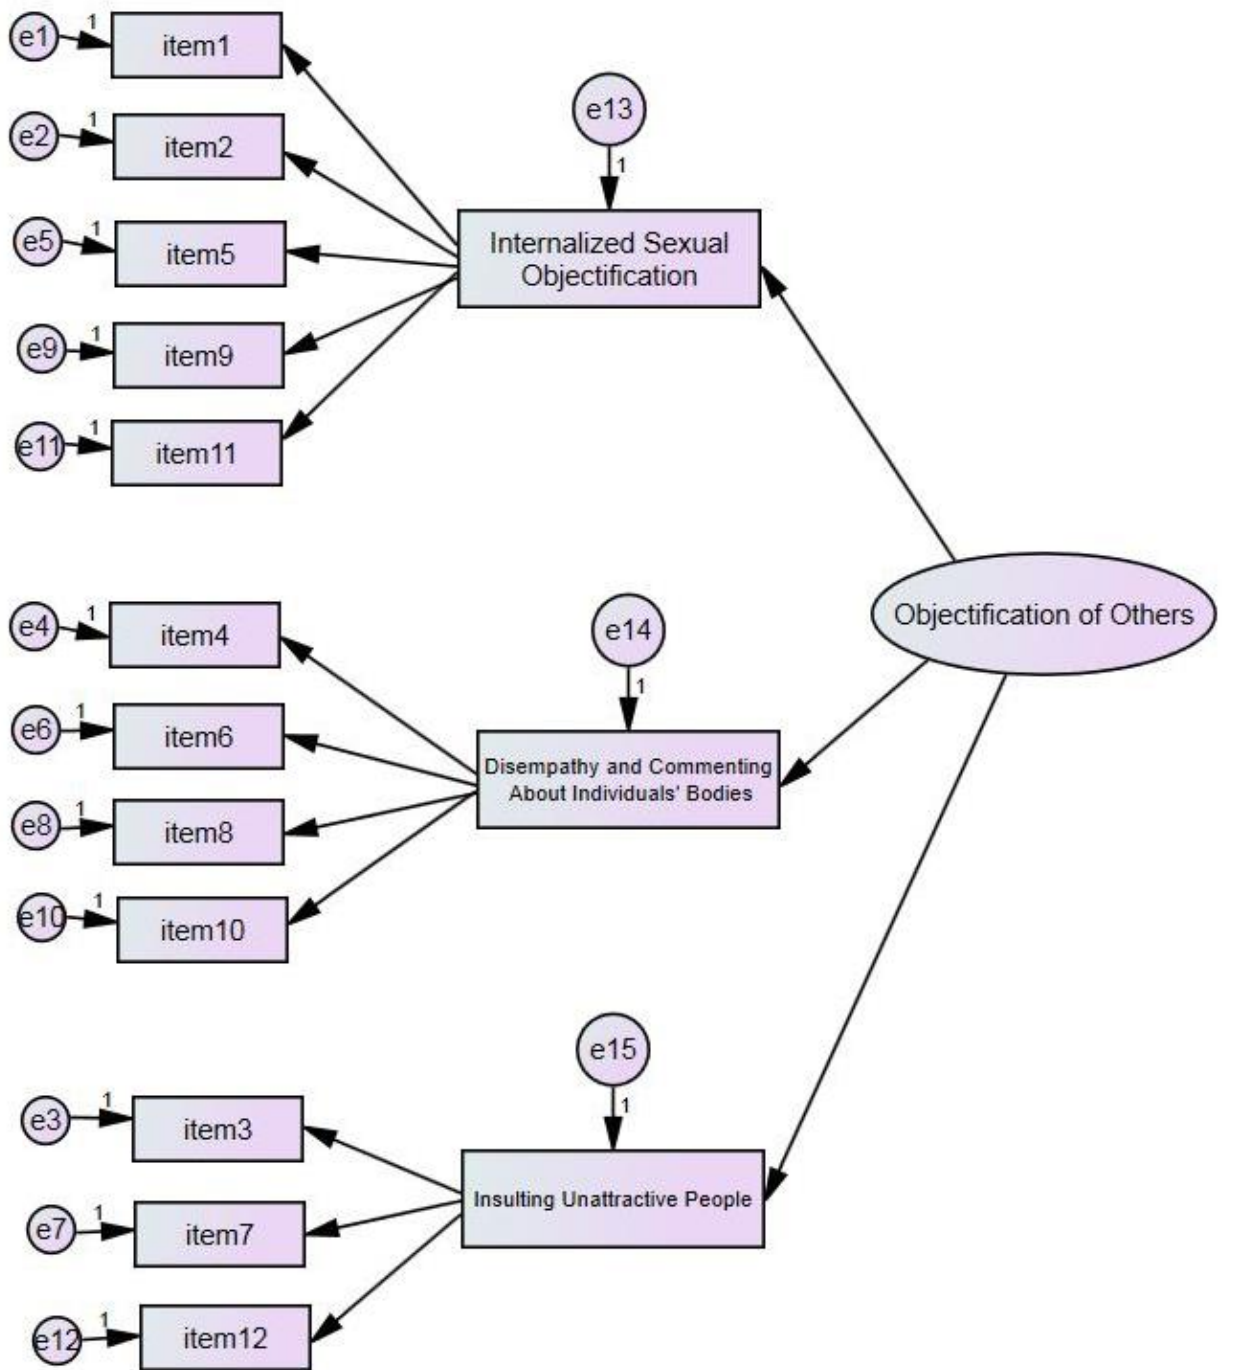 e1
1
item1
e2
1
item2
e5
1
item5
e9
1
item9
e11
1
item11
e13
1
Internalized Sexual
Objectification
Objectification of Others
e4
1
item4
e6
1
item6
e8
1
item8
e10
1
item10
e14
1
Disempathy and Commenting
About Individuals' Bodies
e3
1
item3
e7
1
item7
e12
1
item12
e15
1
Insulting Unattractive People